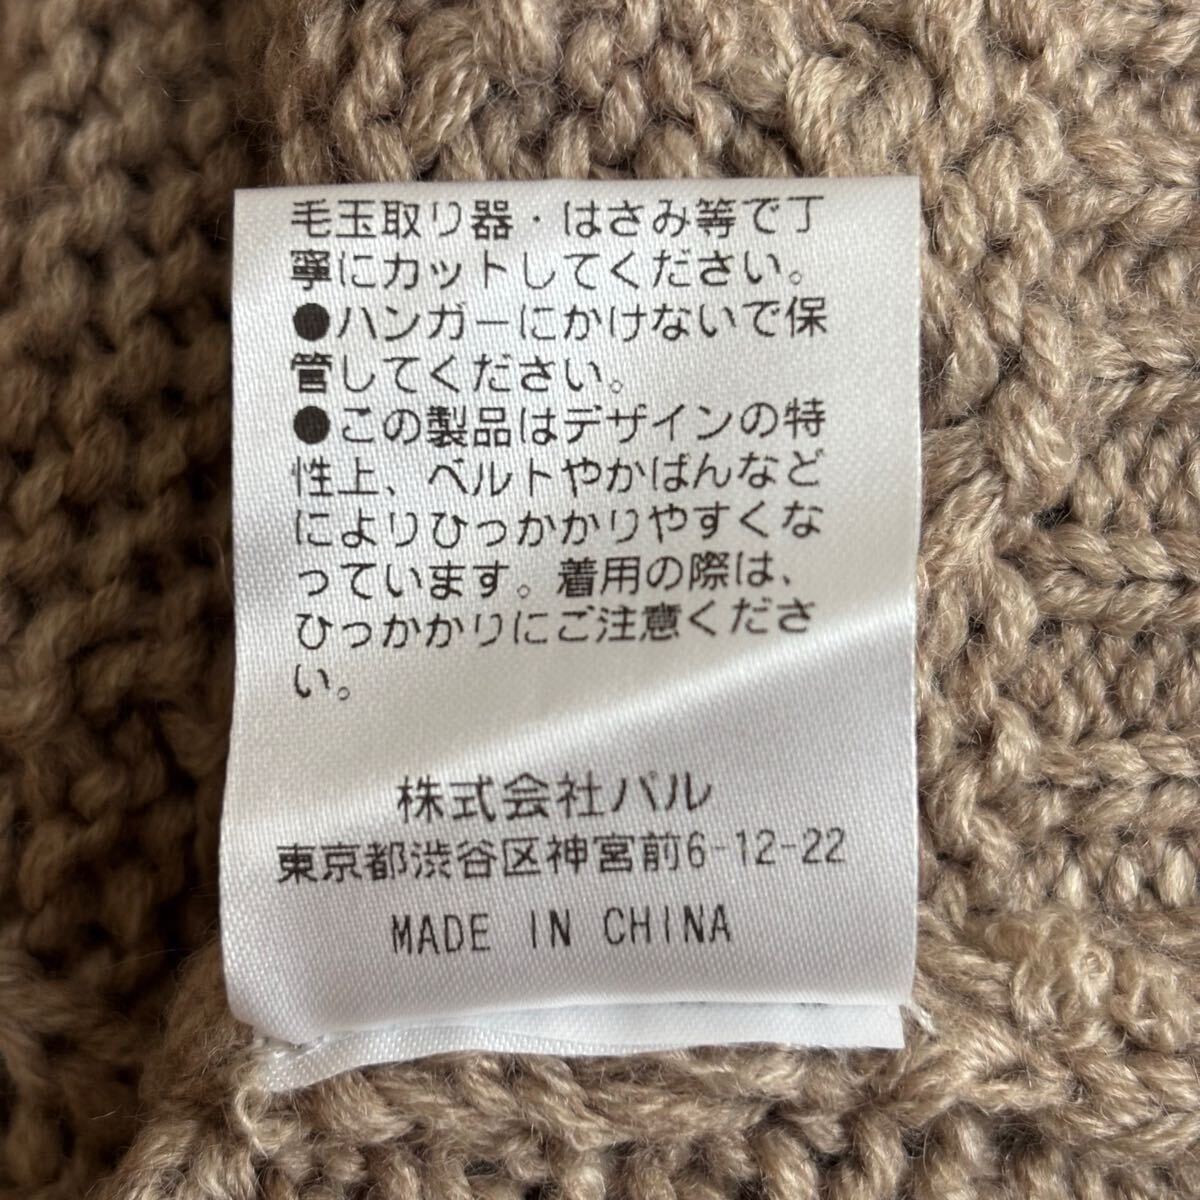 毛玉取り器・はさみ等で丁
寧にカットしてください。
●ハンガーにかけないで保
管してください。
●この製品はデザインの特
性上、ベルトやかばんなど
によりひっかかりやすくな
っています。着用の際は、
ひっかかりにご注意くださ
い。
株式会社パル
東京都渋谷区神宮前6-12-22
MADE IN CHINA